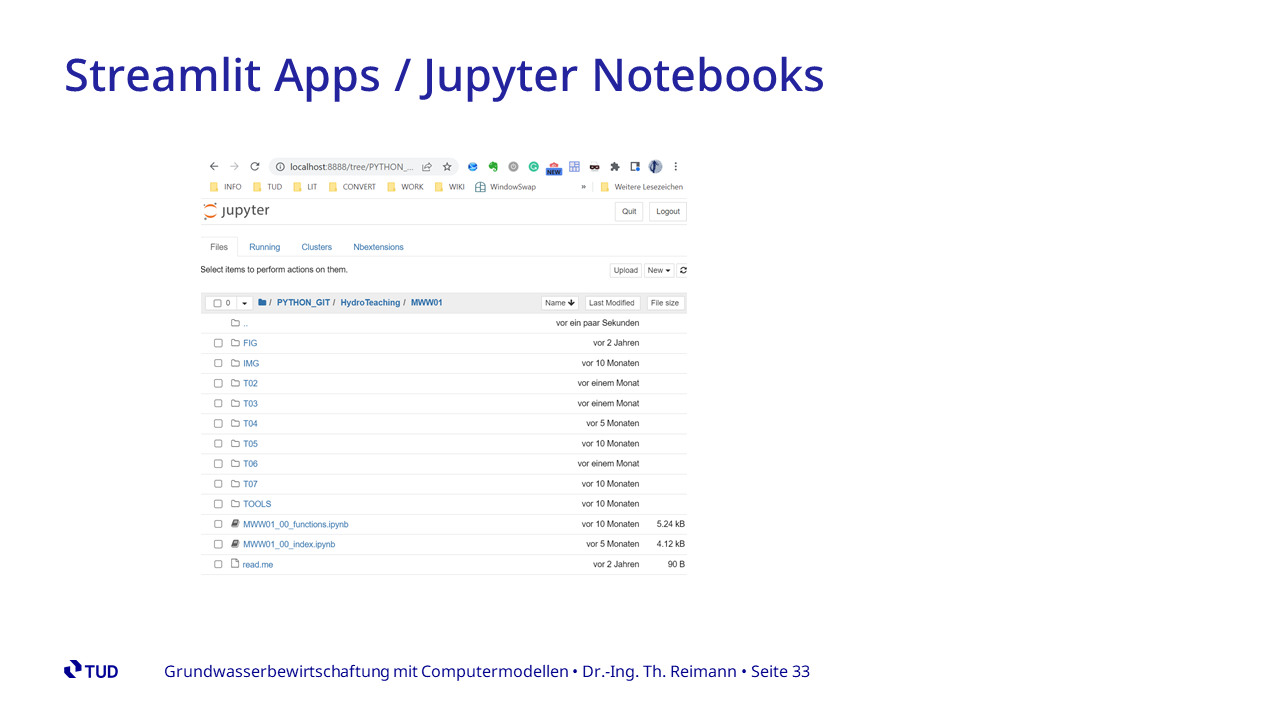 Streamlit Apps / Jupyter Notebooks
localhost:8888/tree/PYTHON_...
NEW
INFO TUD LIT CONVERT WORK WIKI WindowSwap » Weitere Lesezeichen
jupyter Quit Logout
Files Running Clusters Nbextensions
Select items to perform actions on them. Upload New
0 / PYTHON_GIT / HydroTeaching / MWW01 Name Last Modified File size
.. vor ein paar Sekunden
FIG vor 2 Jahren
IMG vor 10 Monaten
T02 vor einem Monat
T03 vor einem Monat
T04 vor 5 Monaten
T05 vor 10 Monaten
T06 vor einem Monat
T07 vor 10 Monaten
TOOLS vor 10 Monaten
MWW01_00_functions.ipynb vor 10 Monaten 5.24 kB
MWW01_00_index.ipynb vor 5 Monaten 4.12 kB
read.me vor 2 Jahren 90 B
TUD Grundwasserbewirtschaftung mit Computermodellen • Dr.-Ing. Th. Reimann • Seite 33